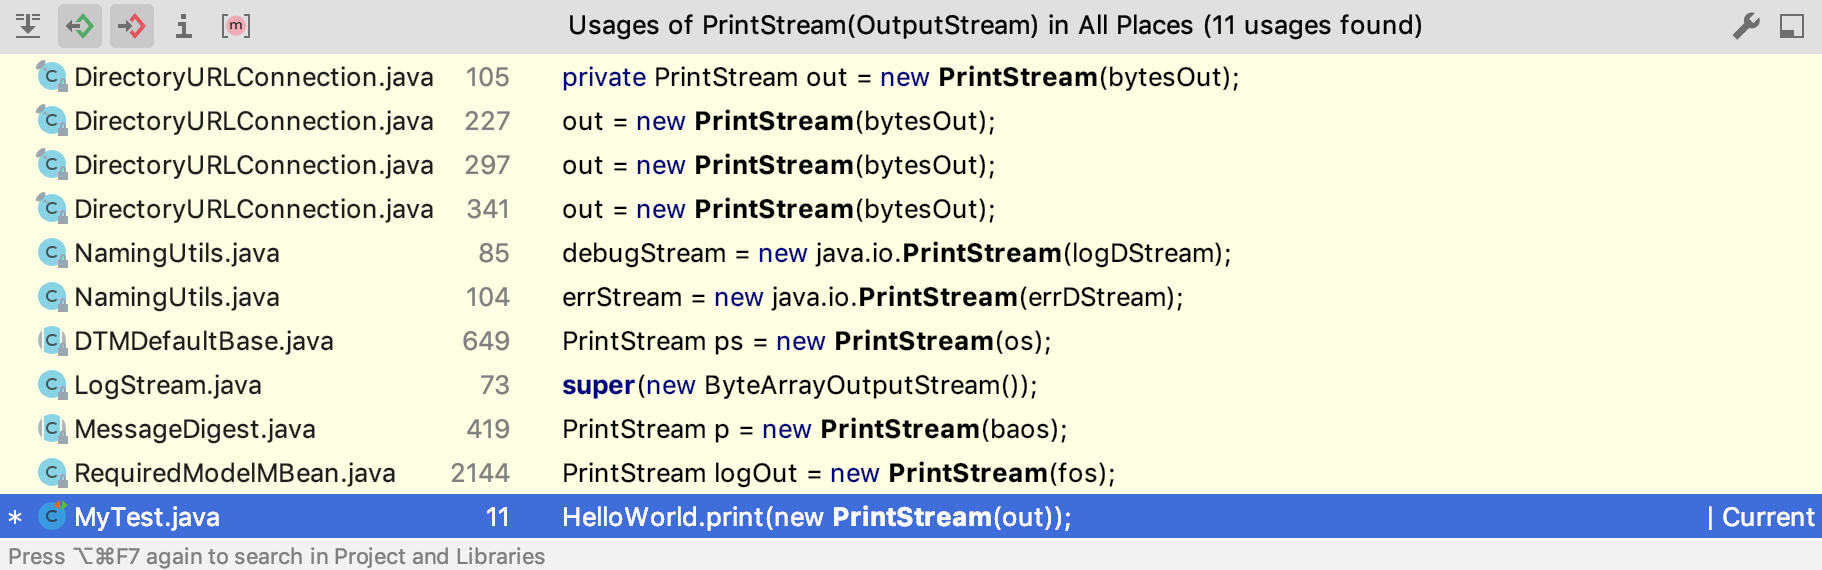 Usages of PrintStream(OutputStream) in All Places (11 usages found)
C DirectoryURLConnection.java 105 private PrintStream out = new PrintStream(bytesOut);
C DirectoryURLConnection.java 227 out = new PrintStream(bytesOut);
C DirectoryURLConnection.java 297 out = new PrintStream(bytesOut);
C DirectoryURLConnection.java 341 out = new PrintStream(bytesOut);
C NamingUtils.java 85 debugStream = new java.io.PrintStream(logDStream);
C NamingUtils.java 104 errStream = new java.io.PrintStream(errDStream);
C DTMDefaultBase.java 649 PrintStream ps = new PrintStream(os);
C LogStream.java 73 super(new ByteArrayOutputStream());
C MessageDigest.java 419 PrintStream p = new PrintStream(baos);
C RequiredModelMBean.java 2144 PrintStream logOut = new PrintStream(fos);
* C MyTest.java 11 HelloWorld.print(new PrintStream(out)); | Current
Press ⌥⌘F7 again to search in Project and Libraries